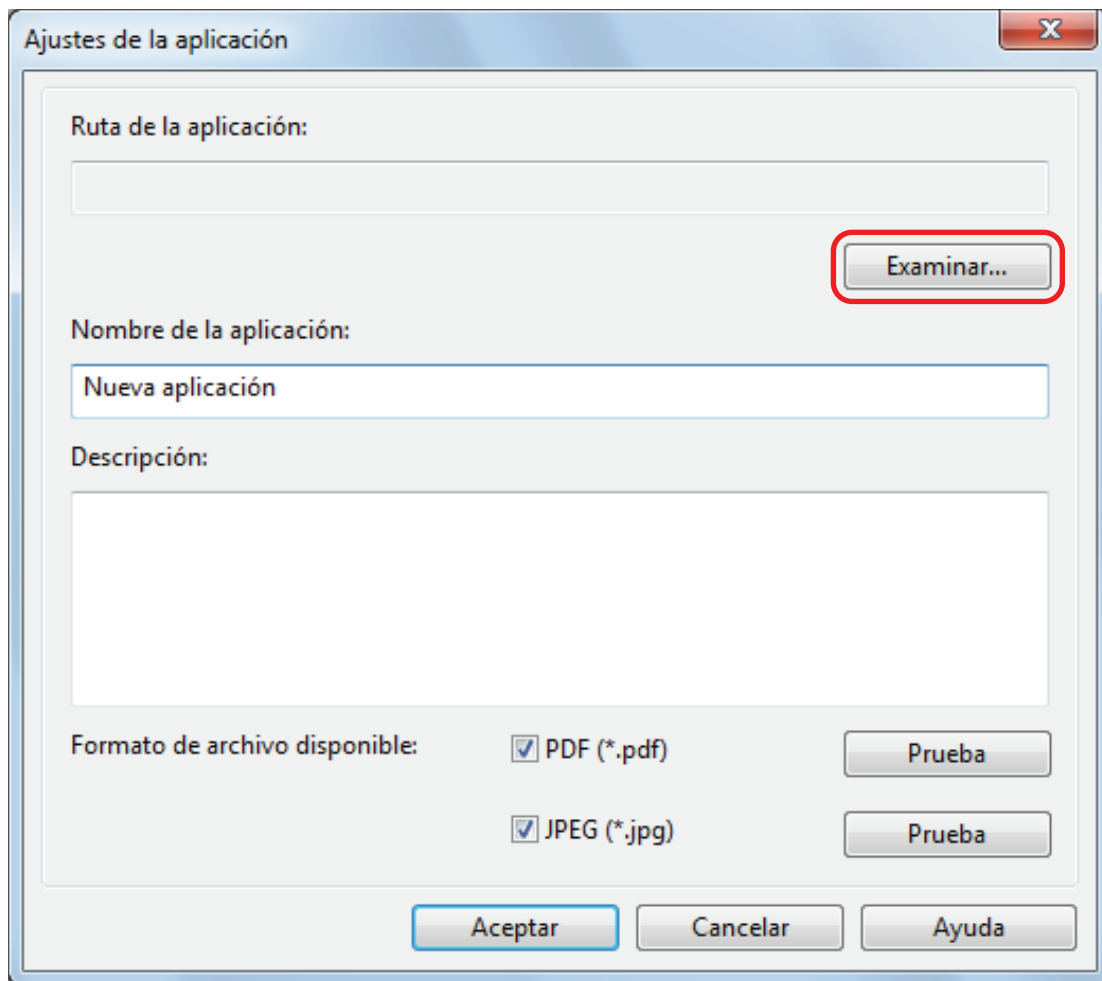 Ajustes de la aplicación
Ruta de la aplicación:
Examinar...
Nombre de la aplicación:
Nueva aplicación
Descripción:
Formato de archivo disponible: PDF (*.pdf) Prueba
JPEG (*.jpg) Prueba
Aceptar Cancelar Ayuda